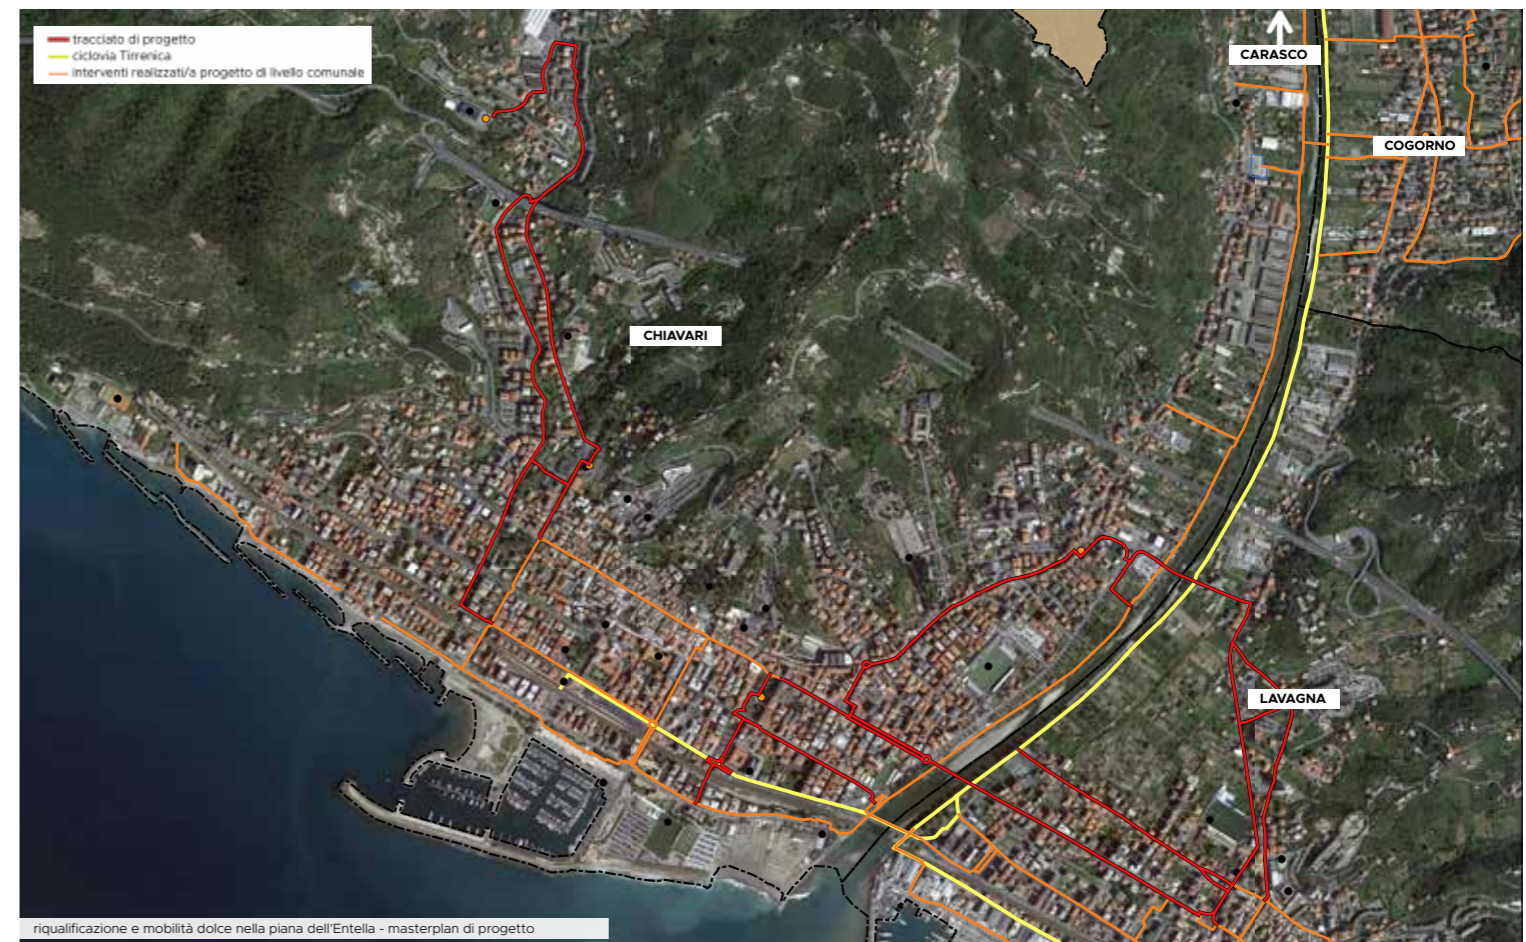 tracciato di progetto
ciclovia Tirrenica
interventi realizzati/a progetto di livello comunale
CARASCO
COGORNO
CHIAVARI
LAVAGNA
riqualificazione e mobilità dolce nella piana dell'Entella - masterplan di progetto